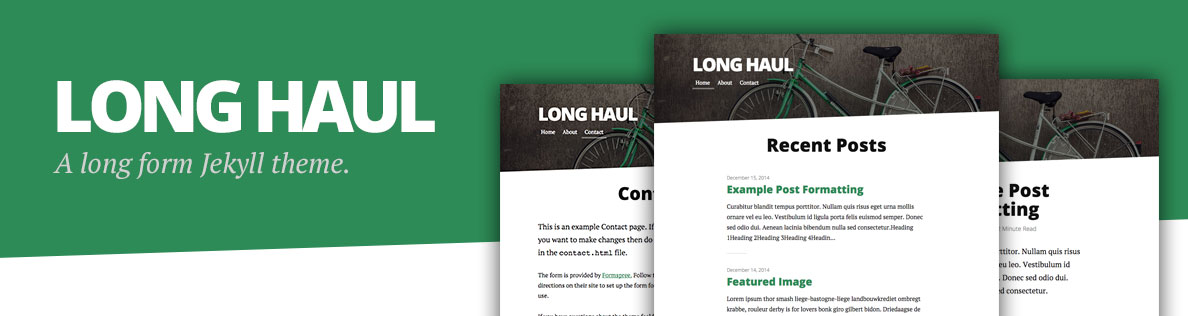 LONG HAUL
A long form Jekyll theme.
LONG HAUL
Home About Contact
Con
This is an example Contact page. If
you want to make changes then do
in the contact.html file.
The form is provided by Formspree. Follow
directions on their site to set up the form fo
use.
LONG HAUL
Home About Contact
Recent Posts
December 15, 2014
Example Post Formatting
Curabitur blandit tempus porttitor. Nullam quis risus eget urna mollis
ornare vel eu leo. Vestibulum id ligula porta felis euismod semper. Donec
sed odio dui. Aenean lacinia bibendum nulla sed consectetur.Heading
1Heading 2Heading 3Heading 4Headin...
December 14, 2014
Featured Image
Lorem ipsum thor smash liege-bastogne-liege landbouwkrediet ombregt
krabbe, rouleur derby is for lovers bonk giro gilbert boonen. Driedaagse de
e Post
tting
Minute Read
ttitor. Nullam quis risus
eu leo. Vestibulum id
. Donec sed odio dui.
ed consectetur.